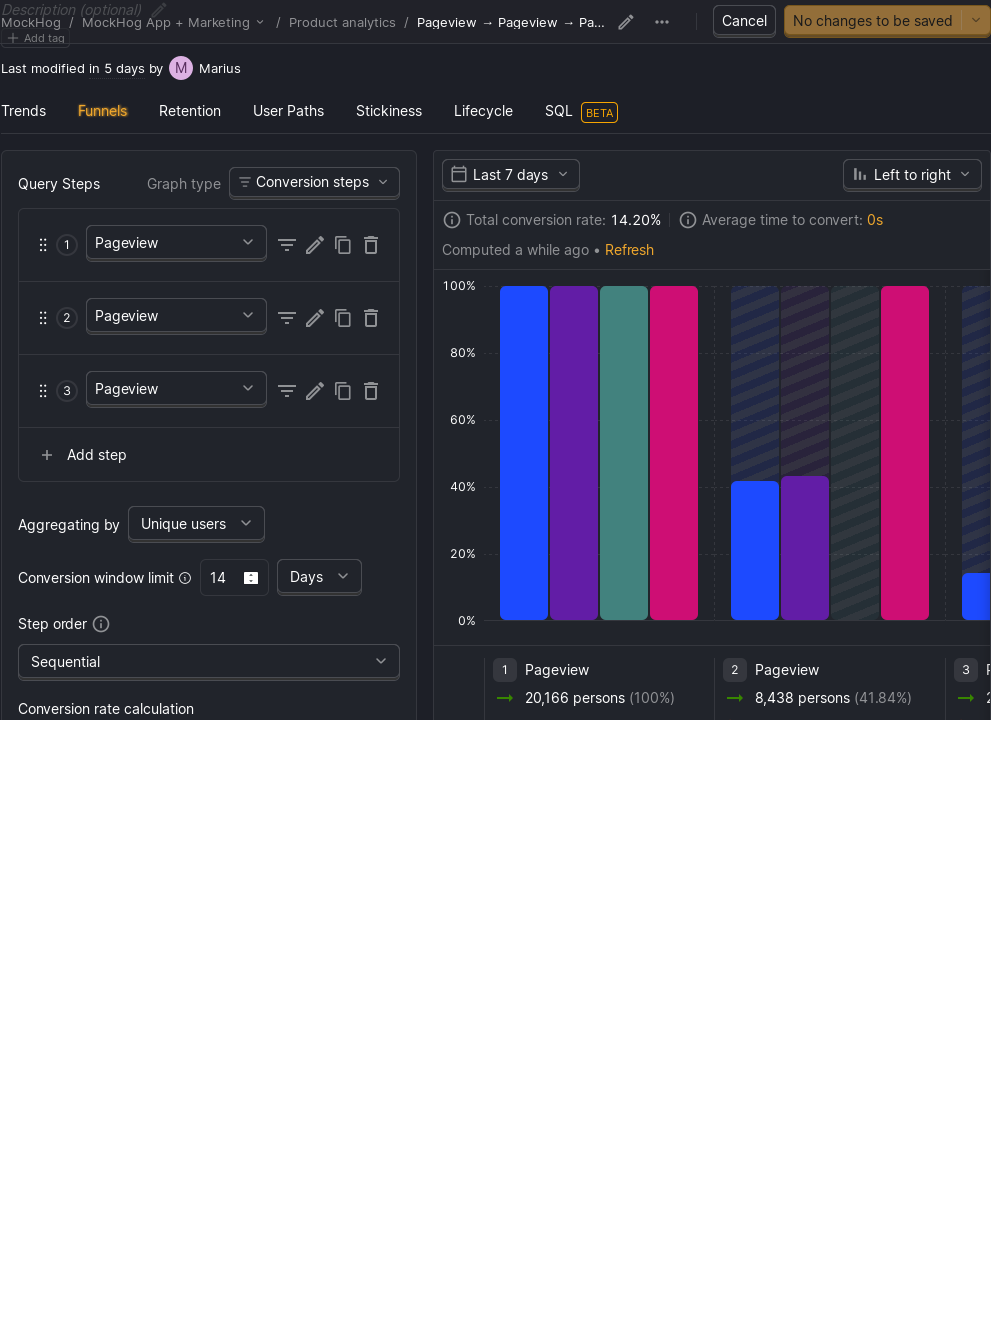 Description (optional)
MockHog / MockHog App + Marketing / Product analytics / Pageview → Pageview → Pa... Cancel No changes to be saved
Add tag
Last modified in 5 days by M Marius
Trends Funnels Retention User Paths Stickiness Lifecycle SQL BETA
Query Steps Graph type Conversion steps
1 Pageview
2 Pageview
3 Pageview
Add step
Aggregating by Unique users
Conversion window limit 14 Days
Step order
Sequential
Conversion rate calculation
Last 7 days Left to right
Total conversion rate: 14.20% Average time to convert: 0s
Computed a while ago • Refresh
100%
80%
60%
40%
20%
0%
1 Pageview 2 Pageview 3
20,166 persons (100%) 8,438 persons (41.84%)